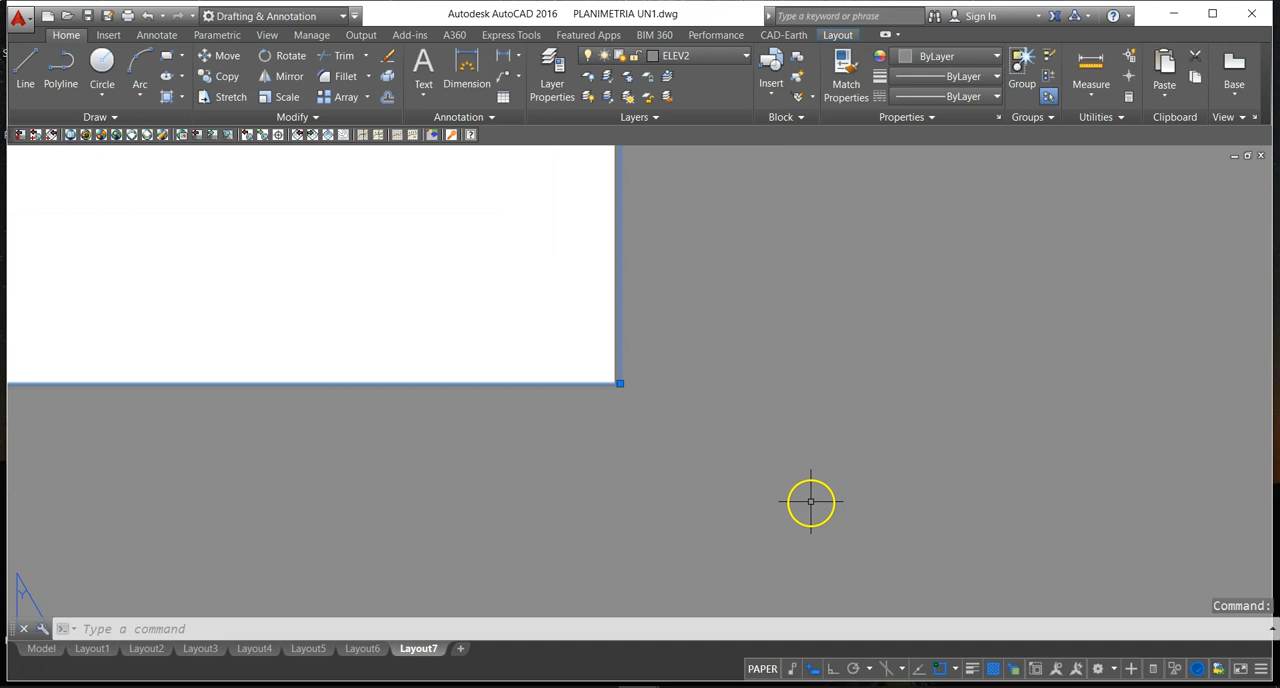 Drafting & Annotation
Autodesk AutoCAD 2016 PLANIMETRIA UN1.dwg
Type a keyword or phrase
Sign In
Home Insert Annotate Parametric View Manage Output Add-ins A360 Express Tools Featured Apps BIM 360 Performance CAD-Earth Layout
Line Polyline Circle Arc
Move Rotate Trim
Copy Mirror Fillet
Stretch Scale Array
Text Dimension
Layer Properties
ELEV2
Insert
Match Properties
ByLayer
ByLayer
ByLayer
Group
Measure
Paste
Base
Draw Modify Annotation Layers Block Properties Groups Utilities Clipboard View
Y
Command:
Type a command
Model Layout1 Layout2 Layout3 Layout4 Layout5 Layout6 Layout7 +
PAPER